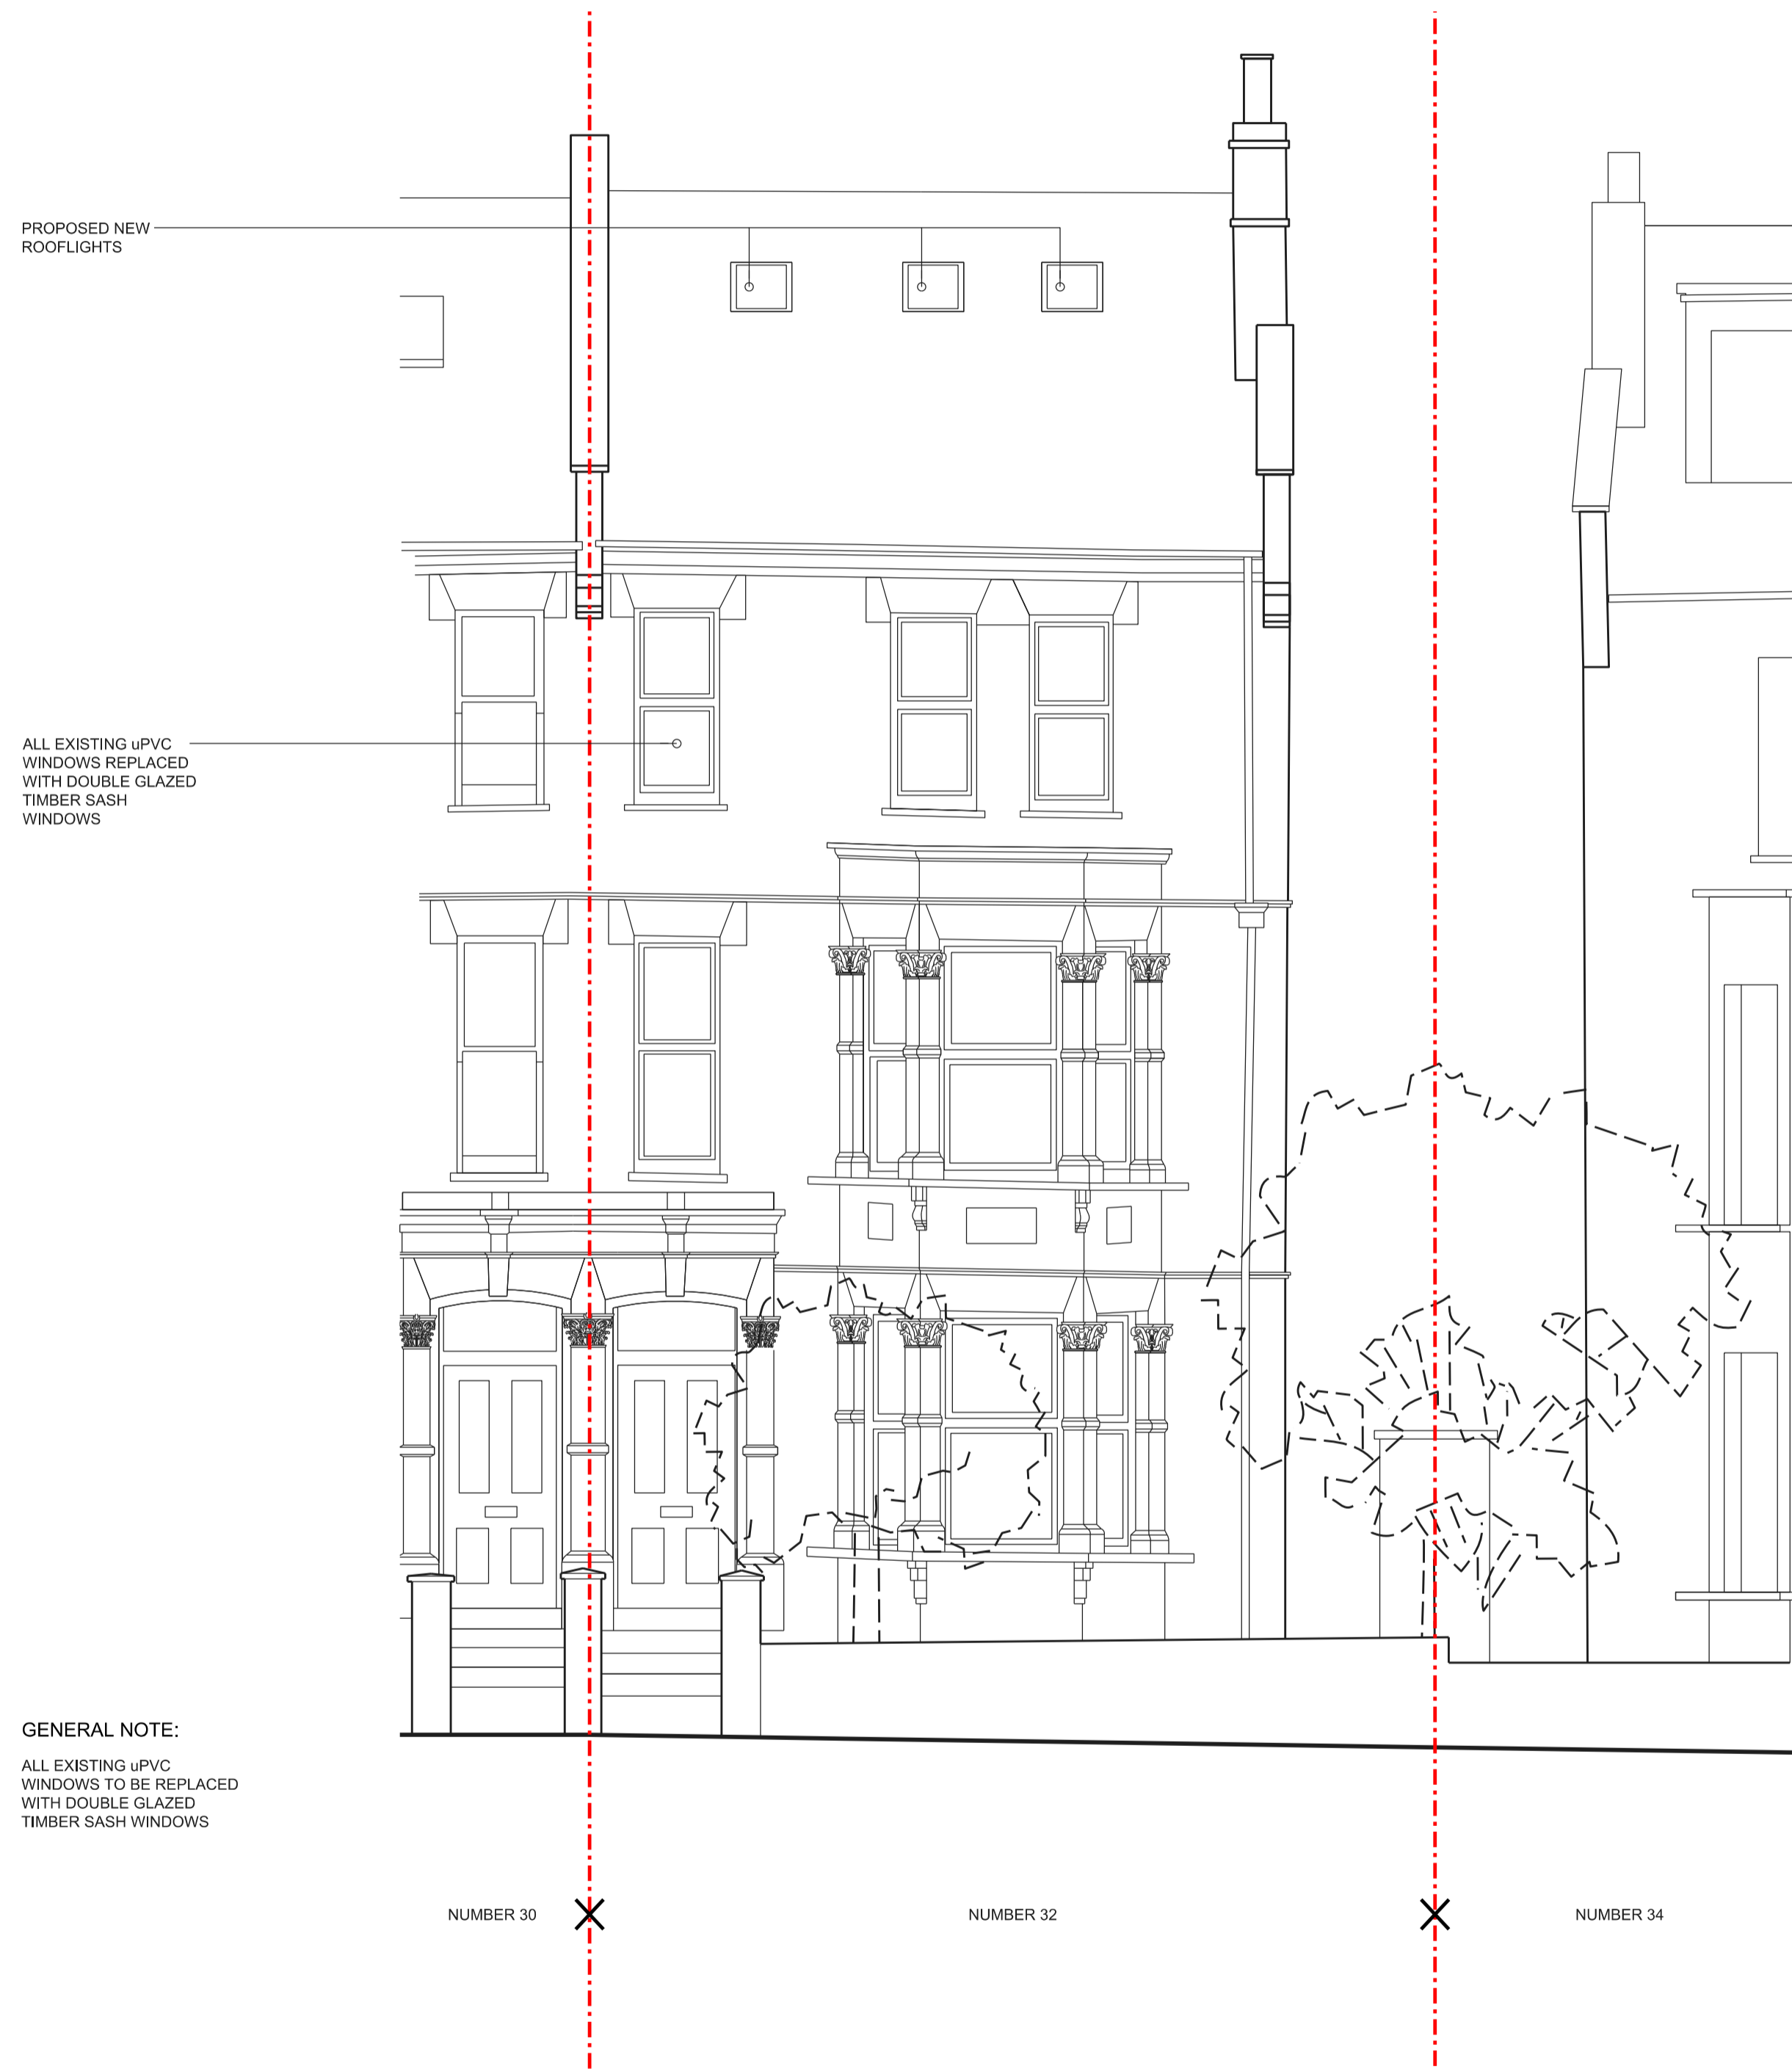 PROPOSED NEW
ROOFLIGHTS
ALL EXISTING uPVC
WINDOWS REPLACED
WITH DOUBLE GLAZED
TIMBER SASH
WINDOWS
GENERAL NOTE:
ALL EXISTING uPVC
WINDOWS TO BE REPLACED
WITH DOUBLE GLAZED
TIMBER SASH WINDOWS
NUMBER 30
NUMBER 32
NUMBER 34